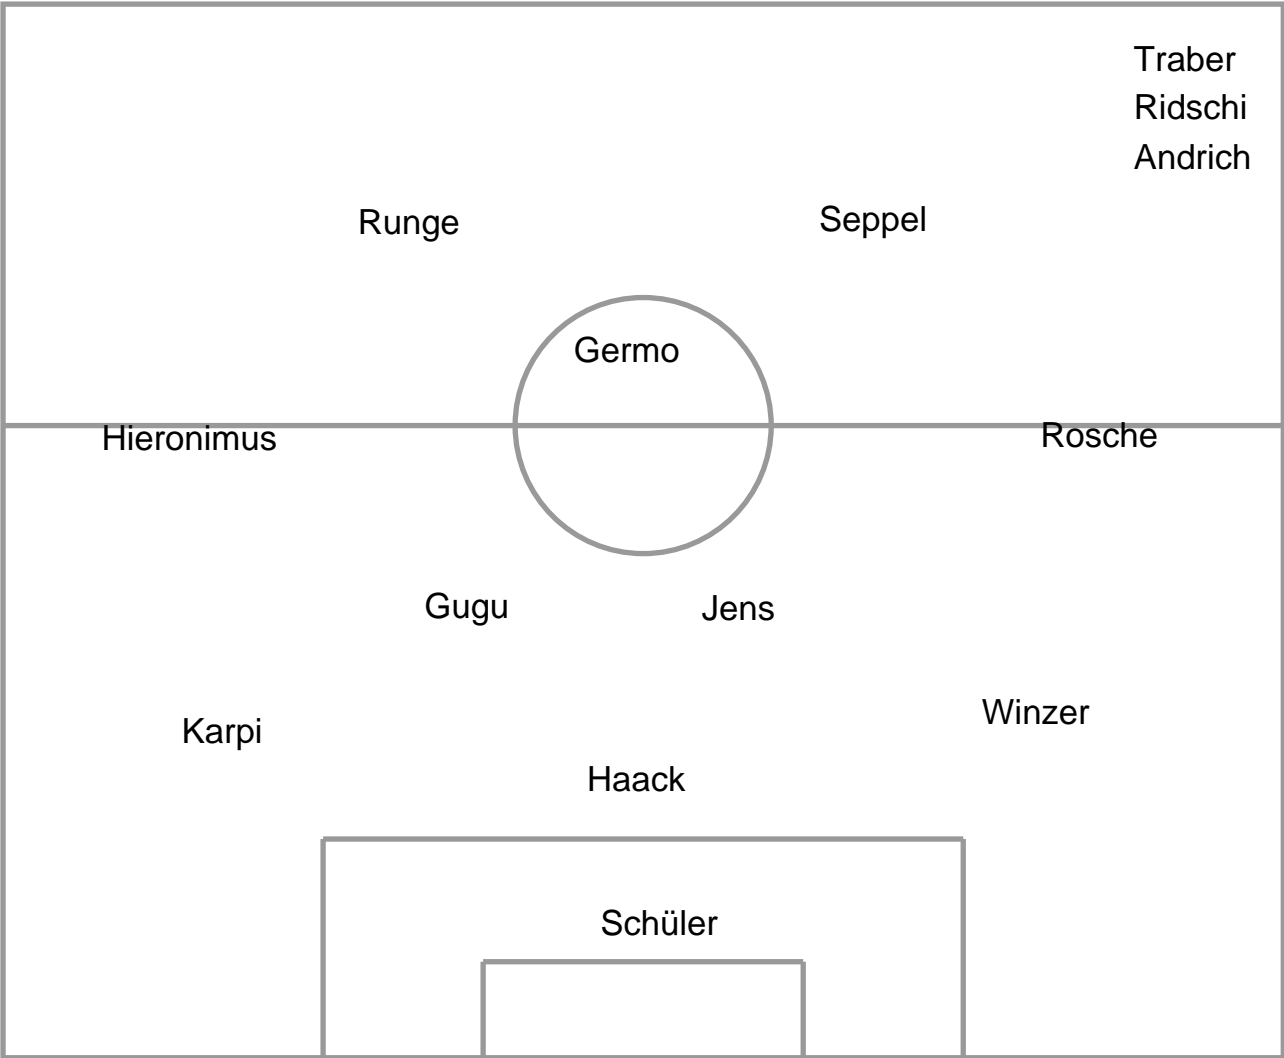 Traber
Ridschi
Andrich
Runge
Seppel
Germo
Hieronimus
Rosche
Gugu
Jens
Karpi
Winzer
Haack
Schüler